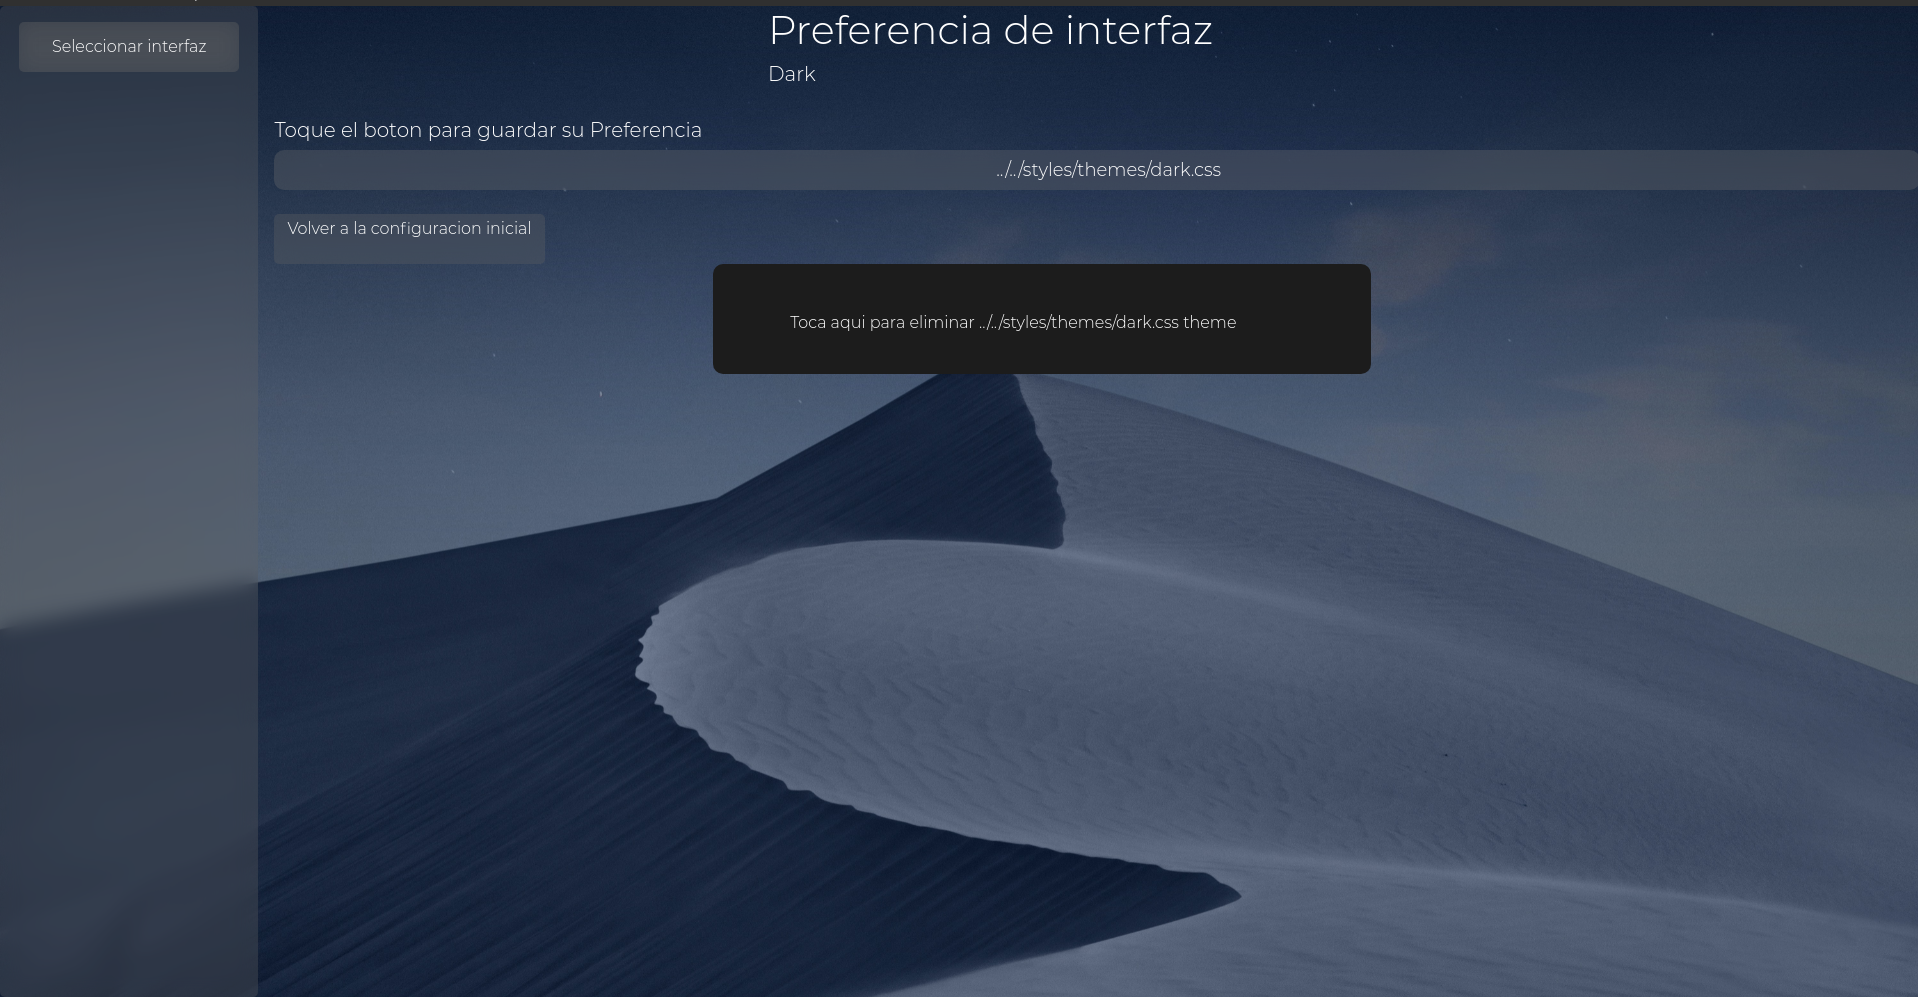 Seleccionar interfaz
Preferencia de interfaz
Dark
Toque el boton para guardar su Preferencia
../../styles/themes/dark.css
Volver a la configuracion inicial
Toca aqui para eliminar ../../styles/themes/dark.css theme